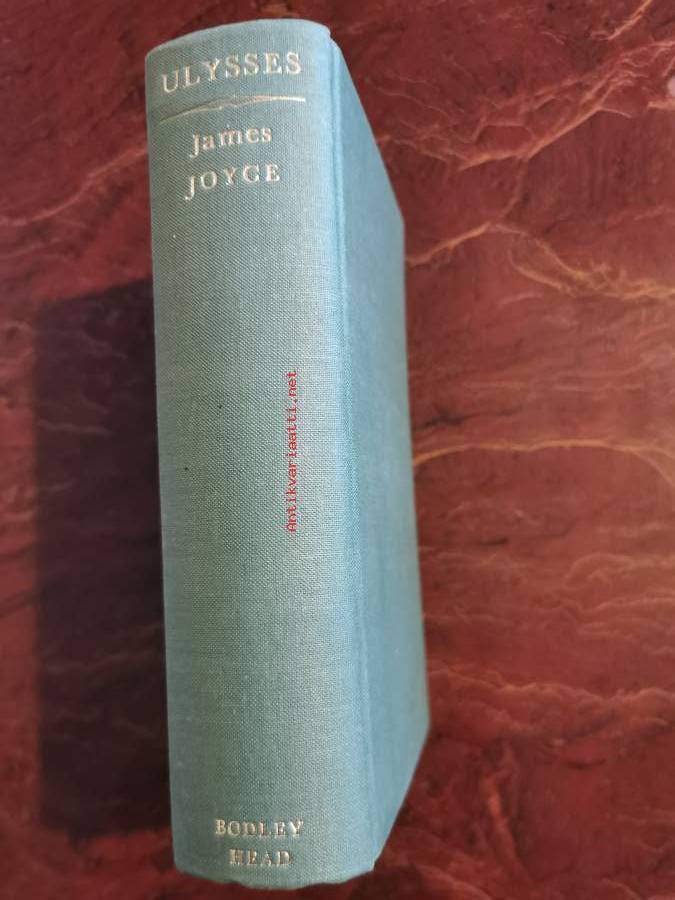 ULYSSES
James
JOYCE
Antikvariaatti.net
BODLEY
HEAD